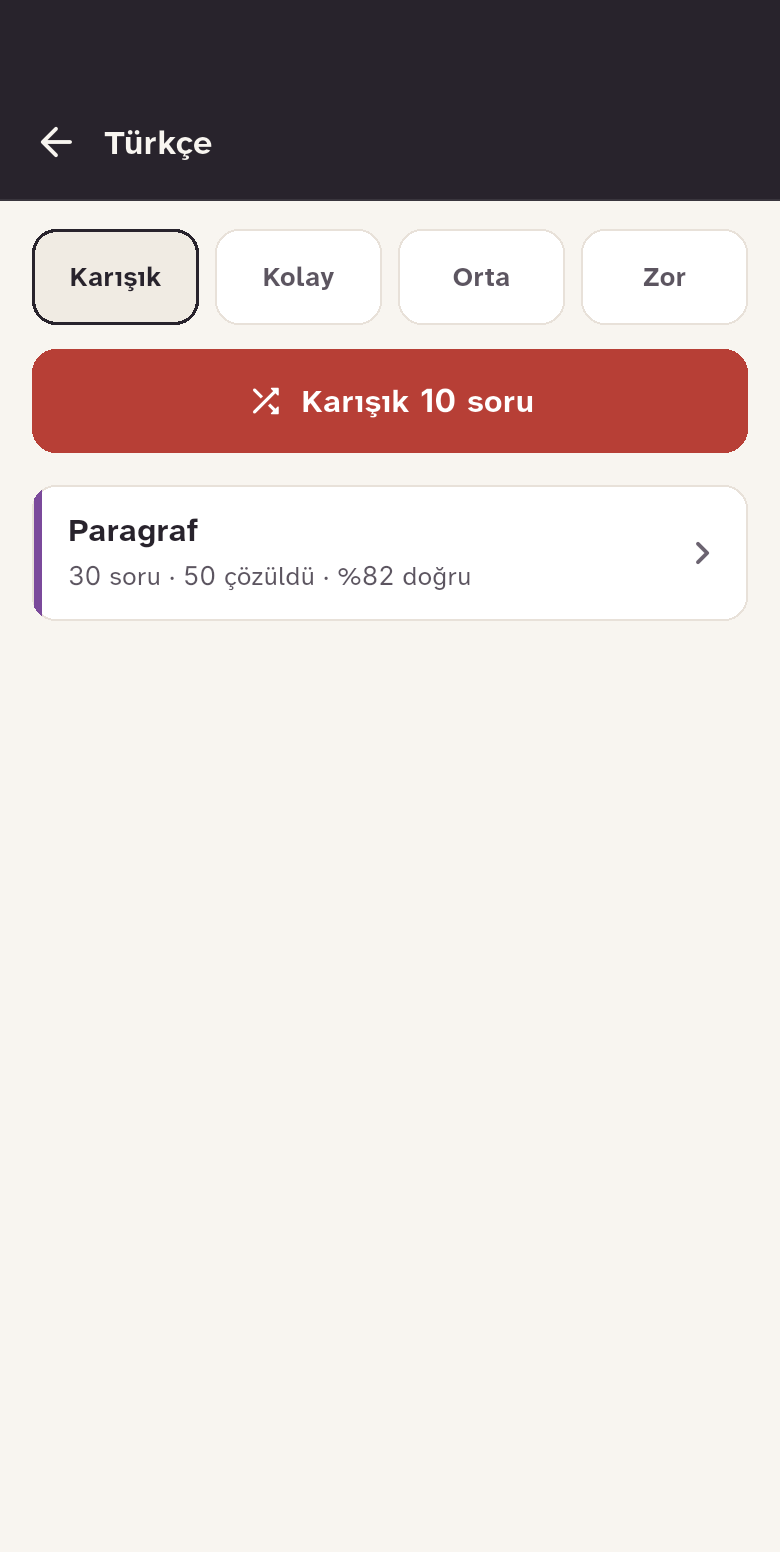 Türkçe
Karışık
Kolay
Orta
Zor
Karışık 10 soru
Paragraf
30 soru · 50 çözüldü · %82 doğru